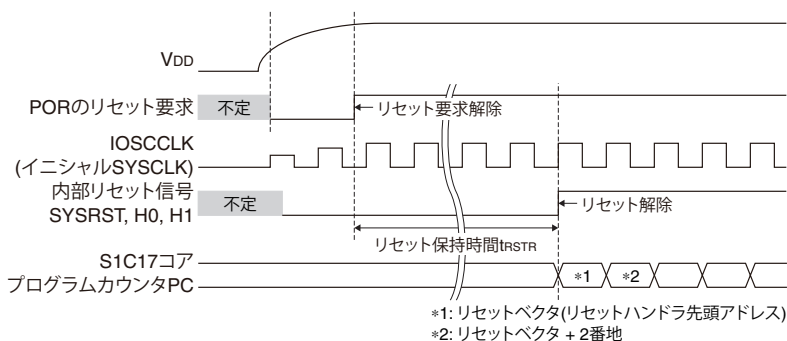 VDD
PORのリセット要求
不定
リセット要求解除
IOSCCLK
(イニシャルSYSCLK)
内部リセット信号
SYSRST, H0, H1
不定
リセット解除
リセット保持時間tRSTR
S1C17コア
プログラムカウンタPC
*1
*2
*1: リセットベクタ(リセットハンドラ先頭アドレス)
*2: リセットベクタ + 2番地